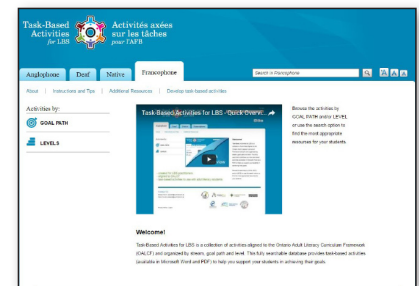 Task-Based Activities for LBS
Activités axées sur les tâches pour l'AFB
Anglophone Deaf Native Francophone
Search in Francophone
A A A
About Instructions and Tips Additional Resources Develop task-based activities
Activities by:
GOAL PATH
LEVELS
Task-Based Activities for LBS - Quick Overvi...
Browse the activities by
GOAL PATH and/or LEVEL
or use the search option to
find the most appropriate
resources for your students.
Welcome!
Task-Based Activities for LBS is a collection of activities aligned to the Ontario Adult Literacy Curriculum Framework
(OALCF) and organized by stream, goal path and level. This fully searchable database provides task-based activities
(available in Microsoft Word and PDF) to help you support your students in achieving their goals.